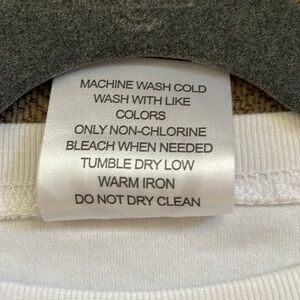 MACHINE WASH COLD
WASH WITH LIKE
COLORS
ONLY NON-CHLORINE
BLEACH WHEN NEEDED
TUMBLE DRY LOW
WARM IRON
DO NOT DRY CLEAN